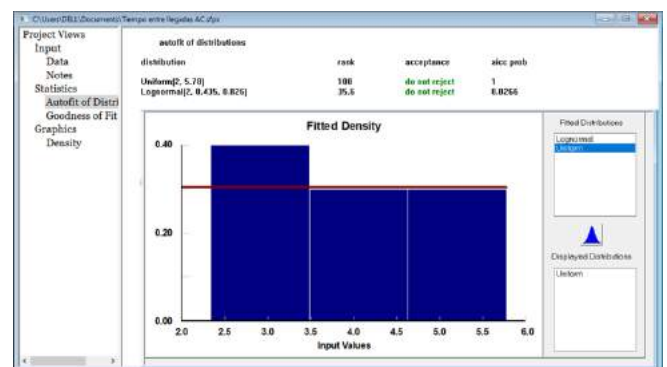 C:\Users\DELL\Documents\Tiempo entre llegadas AC.sfpx
Project Views
Input
Data
Notes
Statistics
Autofit of Distri
Goodness of Fit
Graphics
Density
autofit of distributions
distribution rank acceptance aicc prob
Uniform(2, 5.78) 100 do not reject 1
Lognormal(2, 0.435, 0.826) 35.6 do not reject 0.0266
Fitted Density
0.40
0.20
0.00
2.0 2.5 3.0 3.5 4.0 4.5 5.0 5.5 6.0
Input Values
Fitted Distributions
Lognormal
Uniform
Displayed Distributions
Uniform